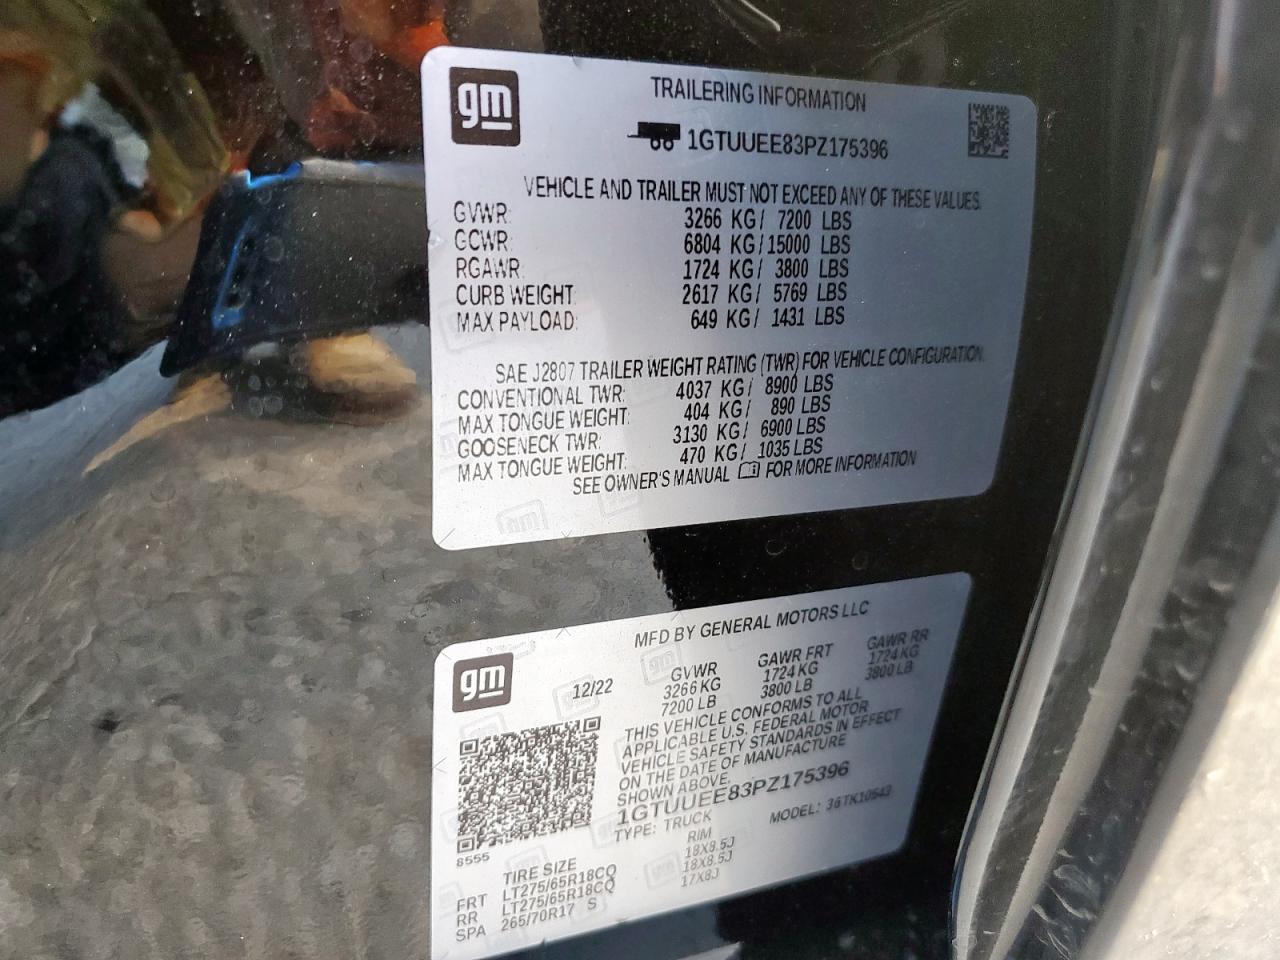 gm
TRAILERING INFORMATION
1GTUUEE83PZ175396
VEHICLE AND TRAILER MUST NOT EXCEED ANY OF THESE VALUES.
GVWR: 3266 KG/ 7200 LBS
GCWR: 6804 KG/15000 LBS
RGAWR: 1724 KG/ 3800 LBS
CURB WEIGHT: 2617 KG/ 5769 LBS
MAX PAYLOAD: 649 KG/ 1431 LBS
SAE J2807 TRAILER WEIGHT RATING (TWR) FOR VEHICLE CONFIGURATION.
CONVENTIONAL TWR: 4037 KG/ 8900 LBS
MAX TONGUE WEIGHT: 404 KG/ 890 LBS
GOOSENECK TWR: 3130 KG/ 6900 LBS
MAX TONGUE WEIGHT: 470 KG/ 1035 LBS
SEE OWNER'S MANUAL FOR MORE INFORMATION
gm
MFD BY GENERAL MOTORS LLC
12/22 GVWR GAWR FRT GAWR RR
3266 KG 1724 KG 1724 KG
7200 LB 3800 LB 3800 LB
THIS VEHICLE CONFORMS TO ALL
APPLICABLE U.S. FEDERAL MOTOR
VEHICLE SAFETY STANDARDS IN EFFECT
ON THE DATE OF MANUFACTURE
SHOWN ABOVE.
1GTUUEE83PZ175396
TYPE: TRUCK MODEL: 36TK10543
8555
TIRE SIZE RIM
FRT LT275/65R18CQ 18X8.5J
RR LT275/65R18CQ 18X8.5J
SPA 265/70R17 S 17X8J